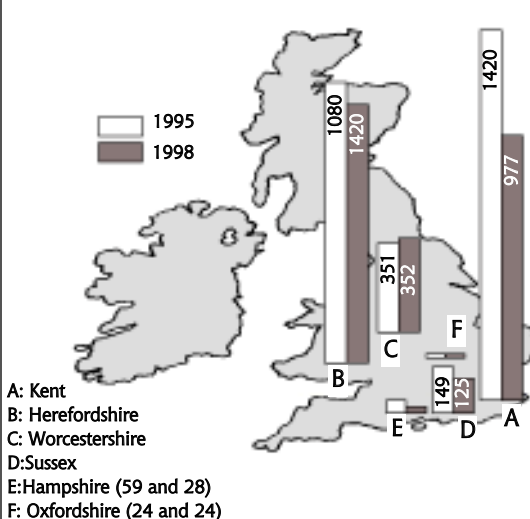 1420
1995
1080
1420
1998
977
351
352
F
C
149
125
B
A: Kent
A
B: Herefordshire
E
D
C: Worcestershire
D:Sussex
E:Hampshire (59 and 28)
F: Oxfordshire (24 and 24)